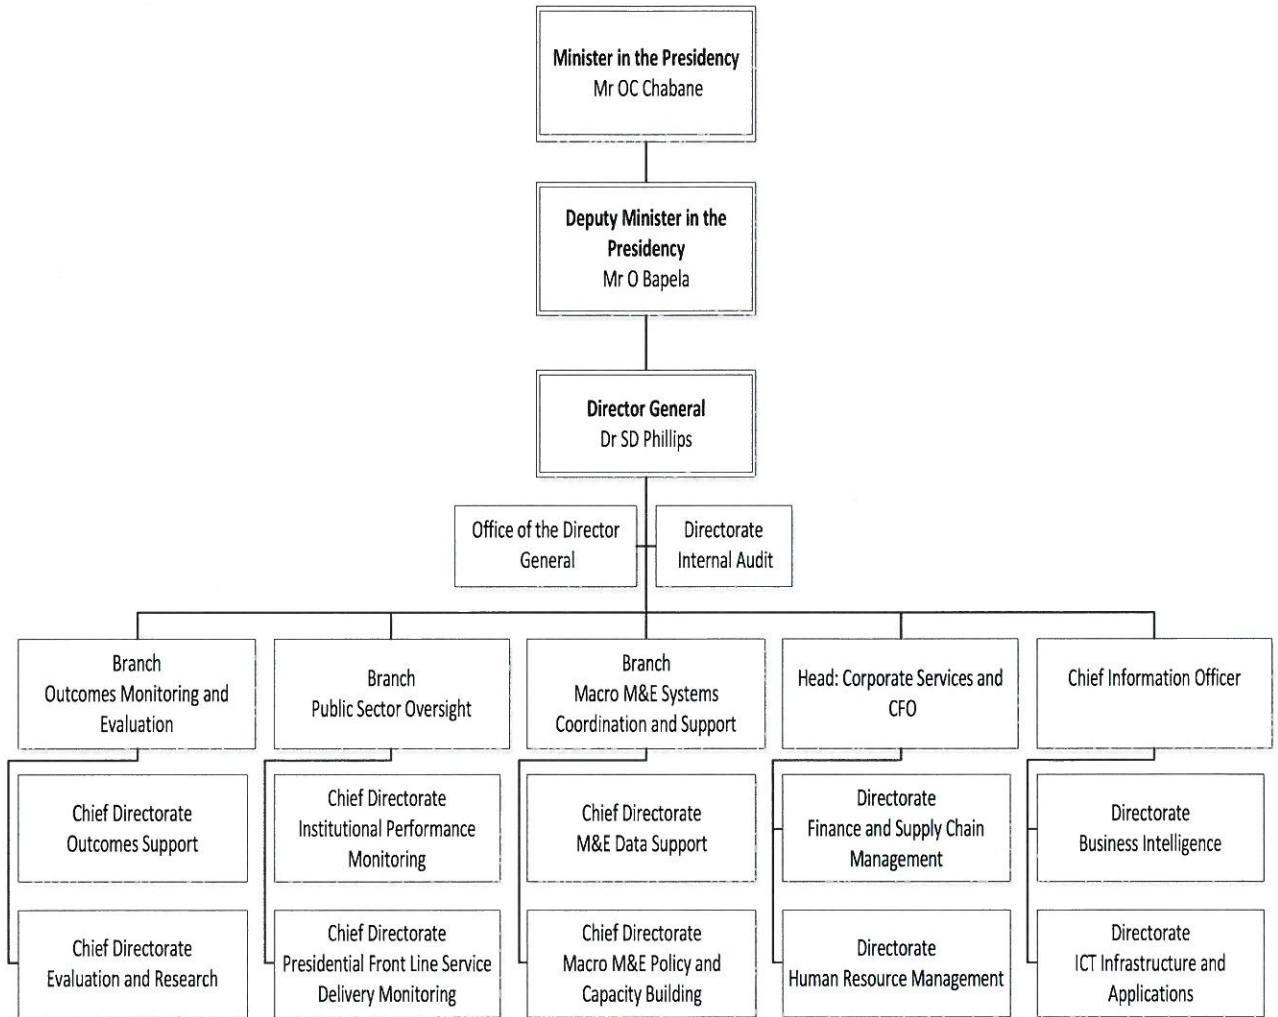 Minister in the Presidency
Mr OC Chabane
Deputy Minister in the
Presidency
Mr O Bapela
Director General
Dr SD Phillips
Office of the Director
General
Directorate
Internal Audit
Branch
Outcomes Monitoring and
Evaluation
Branch
Public Sector Oversight
Branch
Macro M&E Systems
Coordination and Support
Head: Corporate Services and
CFO
Chief Information Officer
Chief Directorate
Outcomes Support
Chief Directorate
Institutional Performance
Monitoring
Chief Directorate
M&E Data Support
Directorate
Finance and Supply Chain
Management
Directorate
Business Intelligence
Chief Directorate
Evaluation and Research
Chief Directorate
Presidential Front Line Service
Delivery Monitoring
Chief Directorate
Macro M&E Policy and
Capacity Building
Directorate
Human Resource Management
Directorate
ICT Infrastructure and
Applications